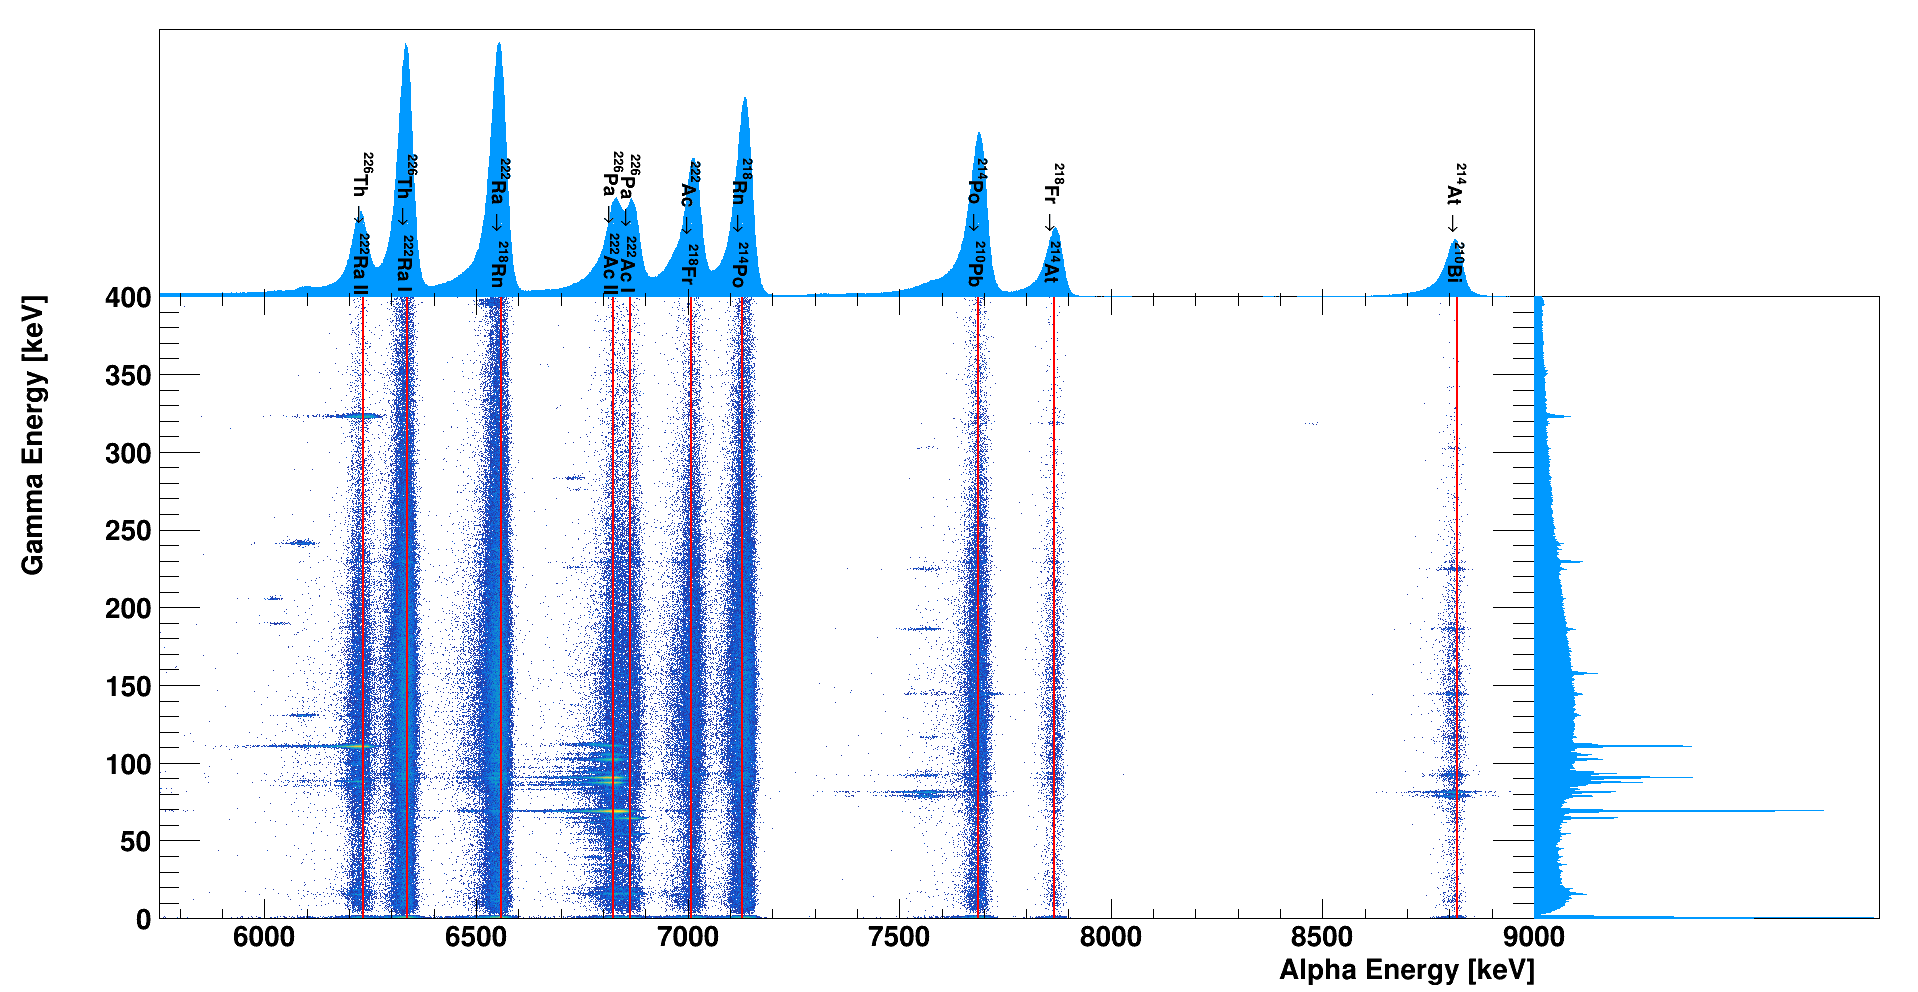 ²²⁶Th → ²²²Ra II
²²⁶Th → ²²²Ra I
²²²Ra → ²¹⁸Rn
²²⁶Pa → ²²²Ac II
²²⁶Pa → ²²²Ac I
²²²Ac → ²¹⁸Fr
²¹⁸Rn → ²¹⁴Po
²¹⁴Po → ²¹⁰Pb
²¹⁸Fr → ²¹⁴At
²¹⁴At → ²¹⁰Bi
Gamma Energy [keV]
400
350
300
250
200
150
100
50
0
6000 6500 7000 7500 8000 8500 9000
Alpha Energy [keV]